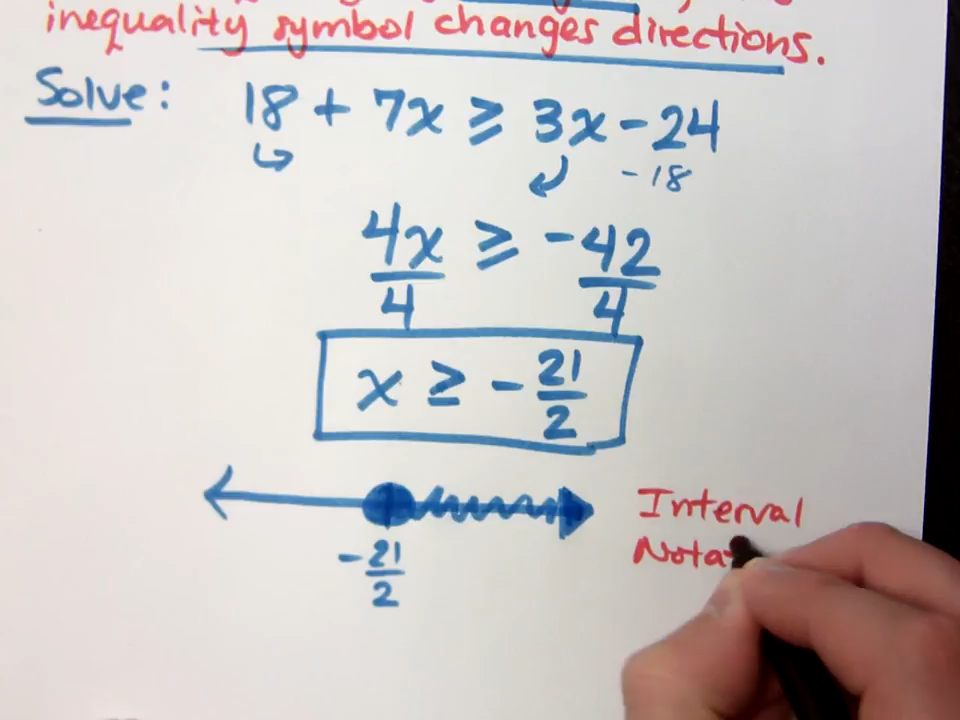 inequality symbol changes directions.
Solve: 18 + 7x ≥ 3x - 24
- 18
4x ≥ -42
4 4
x ≥ - 21/2
Interval
-21/2